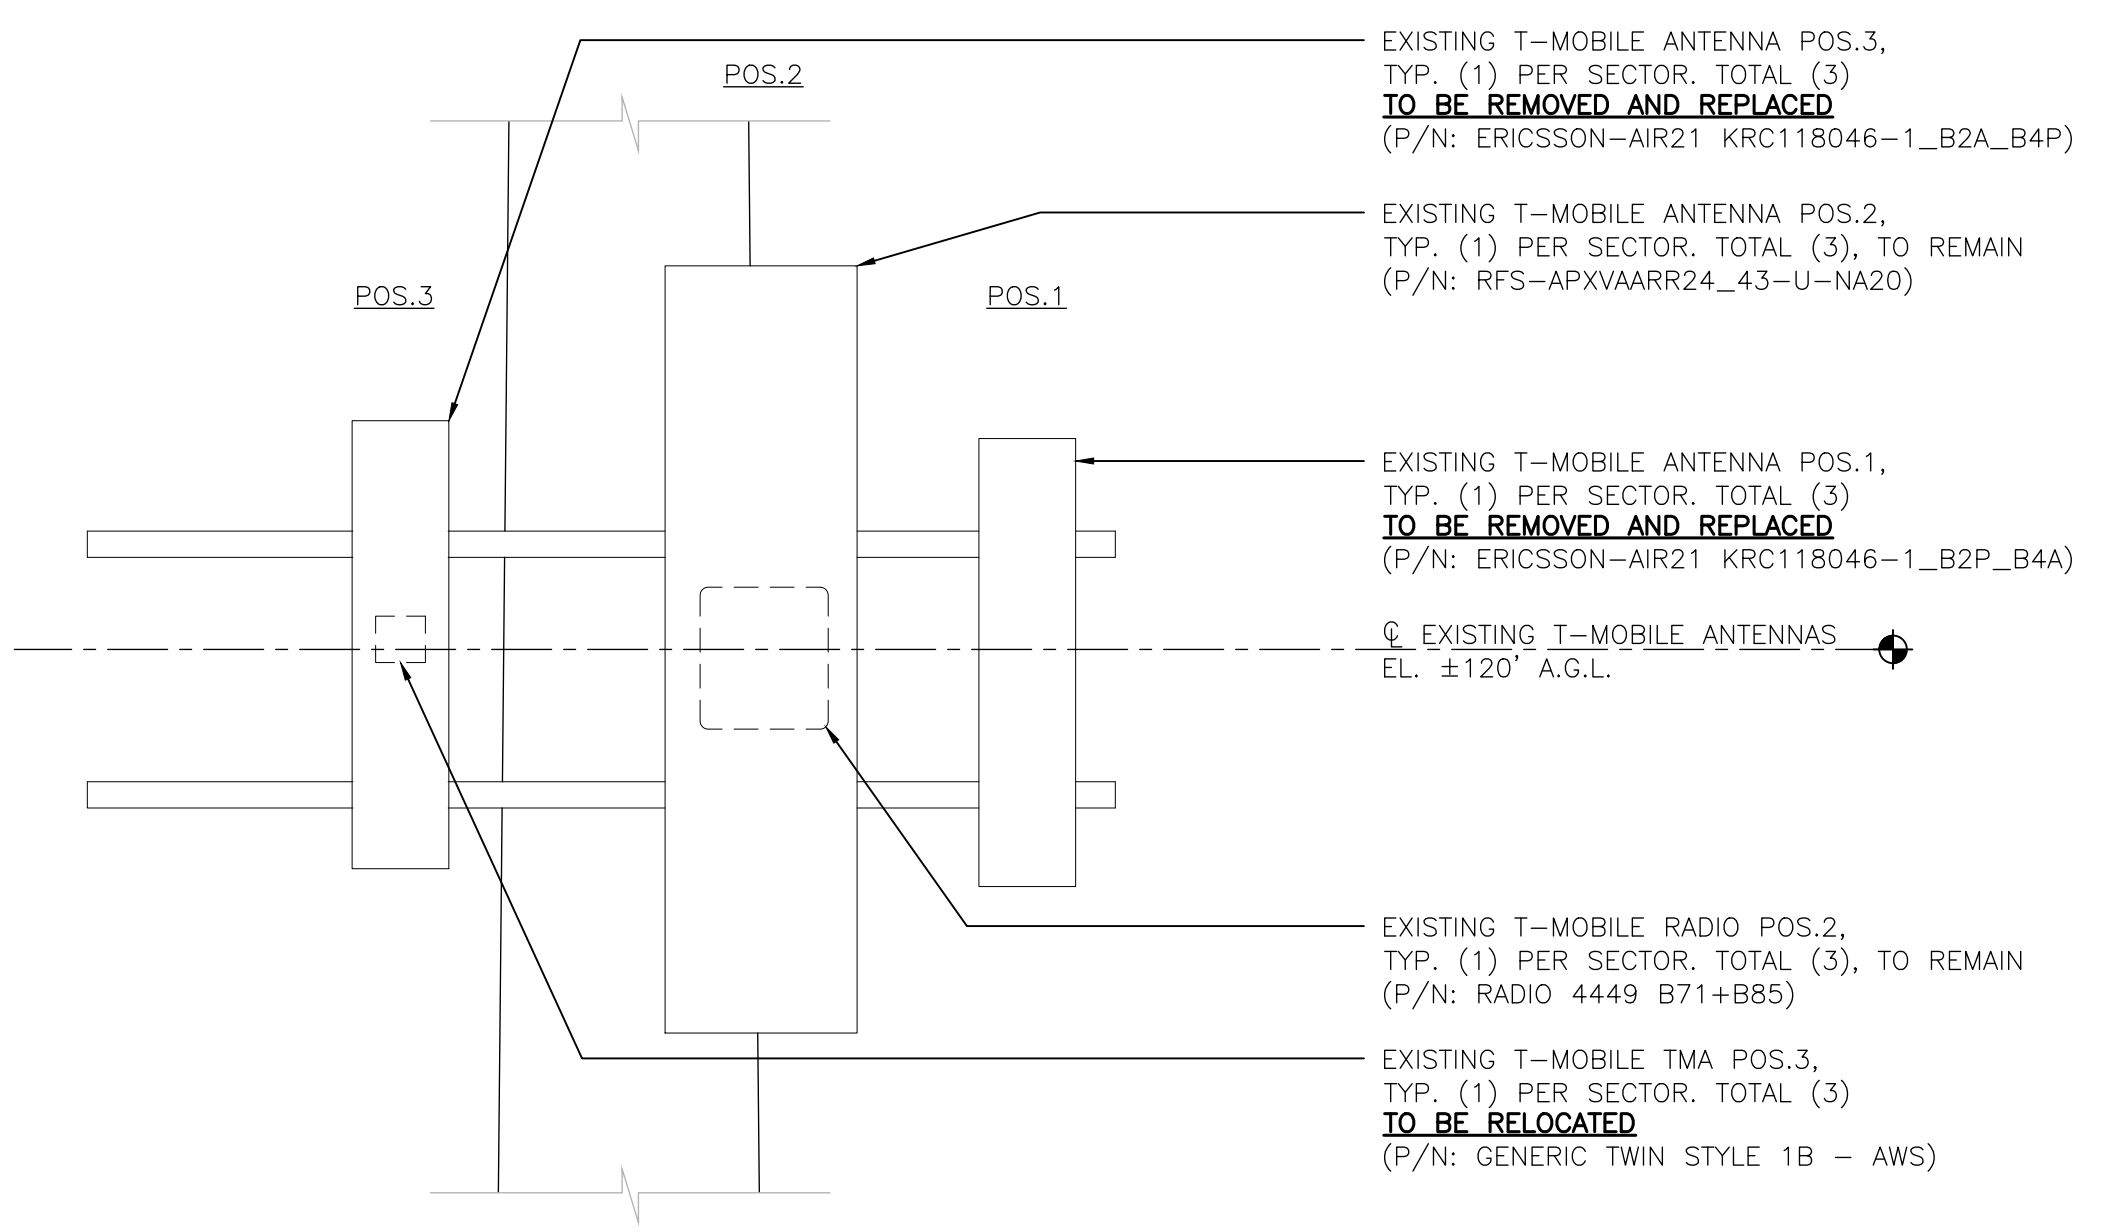 POS.2
POS.3
POS.1
EXISTING T-MOBILE ANTENNA POS.3,
TYP. (1) PER SECTOR. TOTAL (3)
TO BE REMOVED AND REPLACED
(P/N: ERICSSON-AIR21 KRC118046-1_B2A_B4P)
EXISTING T-MOBILE ANTENNA POS.2,
TYP. (1) PER SECTOR. TOTAL (3), TO REMAIN
(P/N: RFS-APXVAARR24_43-U-NA20)
EXISTING T-MOBILE ANTENNA POS.1,
TYP. (1) PER SECTOR. TOTAL (3)
TO BE REMOVED AND REPLACED
(P/N: ERICSSON-AIR21 KRC118046-1_B2P_B4A)
℄ EXISTING T-MOBILE ANTENNAS
EL. ±120' A.G.L.
EXISTING T-MOBILE RADIO POS.2,
TYP. (1) PER SECTOR. TOTAL (3), TO REMAIN
(P/N: RADIO 4449 B71+B85)
EXISTING T-MOBILE TMA POS.3,
TYP. (1) PER SECTOR. TOTAL (3)
TO BE RELOCATED
(P/N: GENERIC TWIN STYLE 1B - AWS)